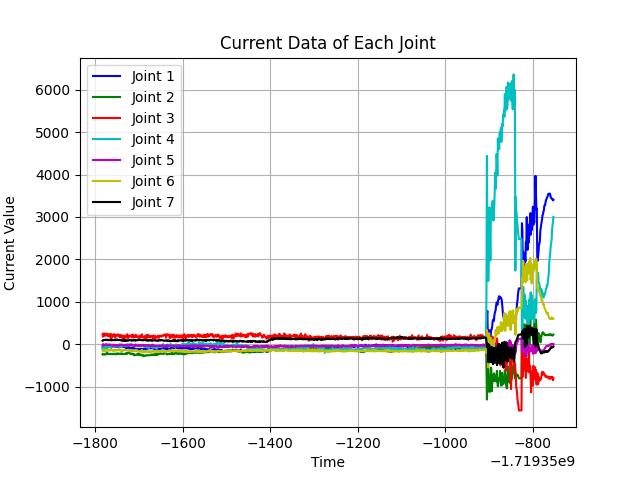 Current Data of Each Joint
Joint 1
Joint 2
Joint 3
Joint 4
Joint 5
Joint 6
Joint 7
6000
5000
4000
3000
2000
1000
0
−1000
Current Value
−1800
−1600
−1400
−1200
−1000
−800
Time
−1.71935e9